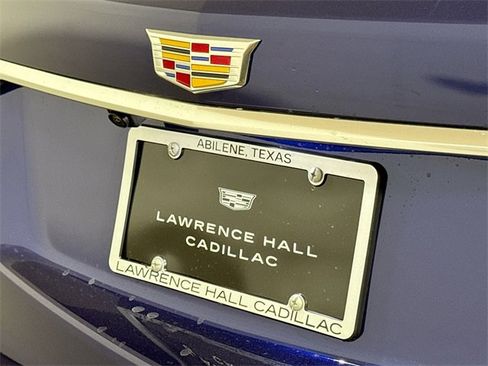 ABILENE, TEXAS
LAWRENCE HALL
CADILLAC
LAWRENCE HALL CADILLAC